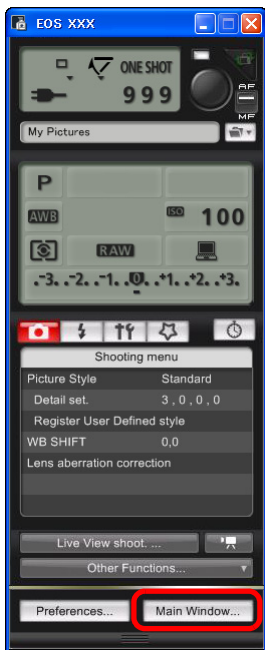 EOS XXX
ONE SHOT
999
AF
MF
My Pictures
P
AWB
ISO 100
RAW
.-3. .-2. .-1. .0. .+1. .+2. .+3.
Shooting menu
Picture Style Standard
Detail set. 3 , 0 , 0 , 0
Register User Defined style
WB SHIFT 0,0
Lens aberration correction
Live View shoot. ...
Other Functions...
Preferences... Main Window...